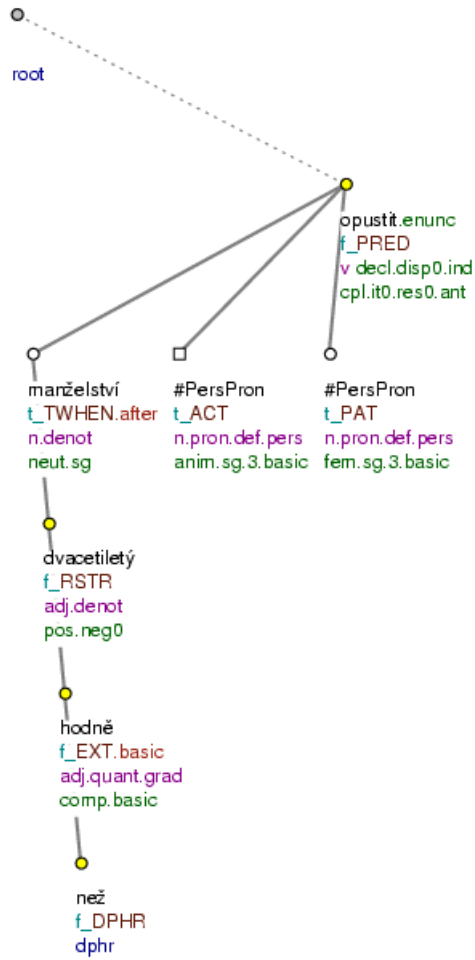 root
opustit.enunc
f_PRED
v decl.disp0.ind
cpl.it0.res0.ant
manželství
t_TWHEN.after
n.denot
neut.sg
#PersPron
t_ACT
n.pron.def.pers
anim.sg.3.basic
#PersPron
t_PAT
n.pron.def.pers
fem.sg.3.basic
dvacetiletý
f_RSTR
adj.denot
pos.neg0
hodně
f_EXT.basic
adj.quant.grad
comp.basic
než
f_DPHR
dphr